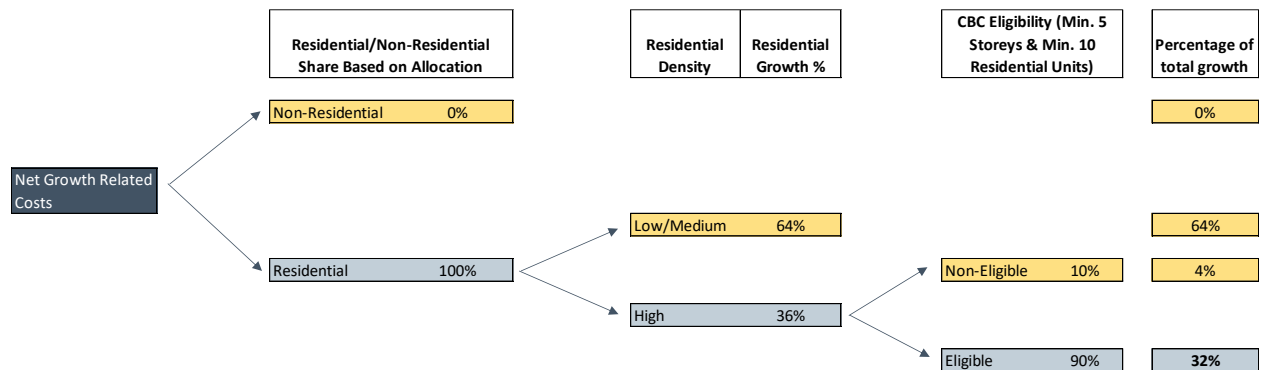 Residential/Non-Residential
Share Based on Allocation
Residential
Density
Residential
Growth %
CBC Eligibility (Min. 5
Storeys & Min. 10
Residential Units)
Percentage of
total growth
Non-Residential 0%
0%
Net Growth Related
Costs
Low/Medium 64%
64%
Residential 100%
Non-Eligible 10%
4%
High 36%
Eligible 90%
32%